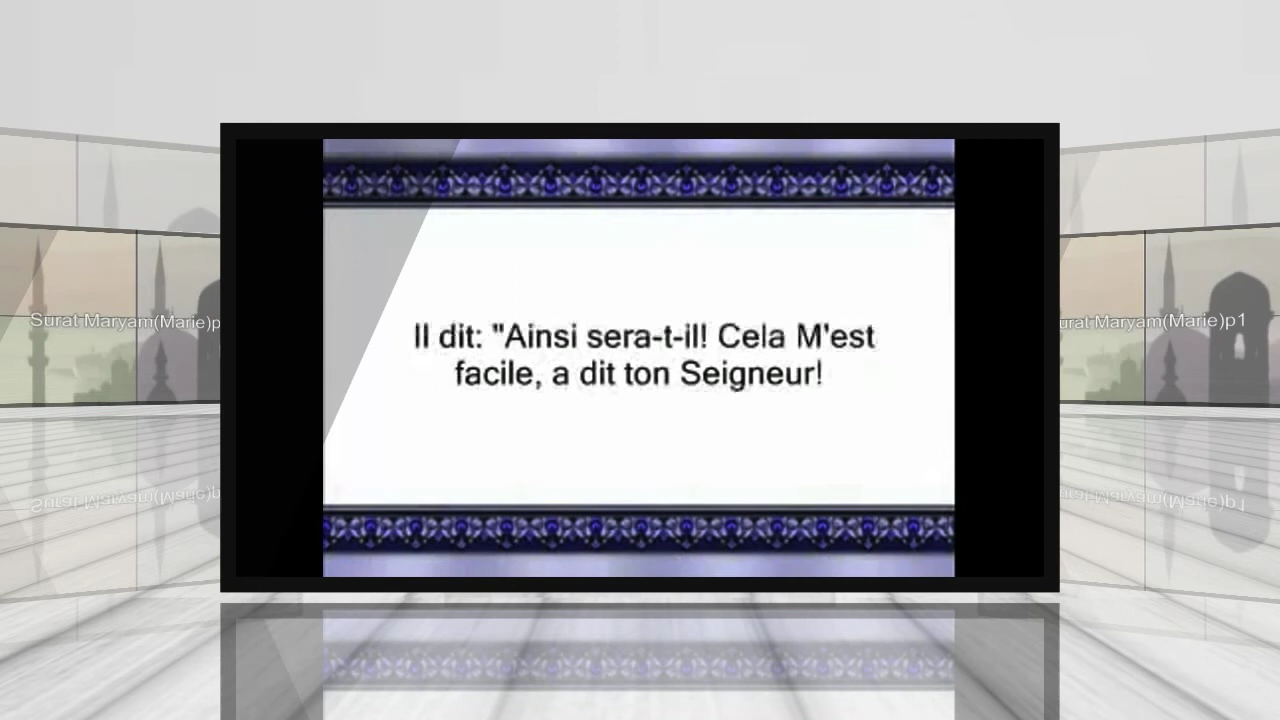 Il dit: "Ainsi sera-t-il! Cela M'est
facile, a dit ton Seigneur!
Surat Maryam(Marie)p
urat Maryam(Marie)p1